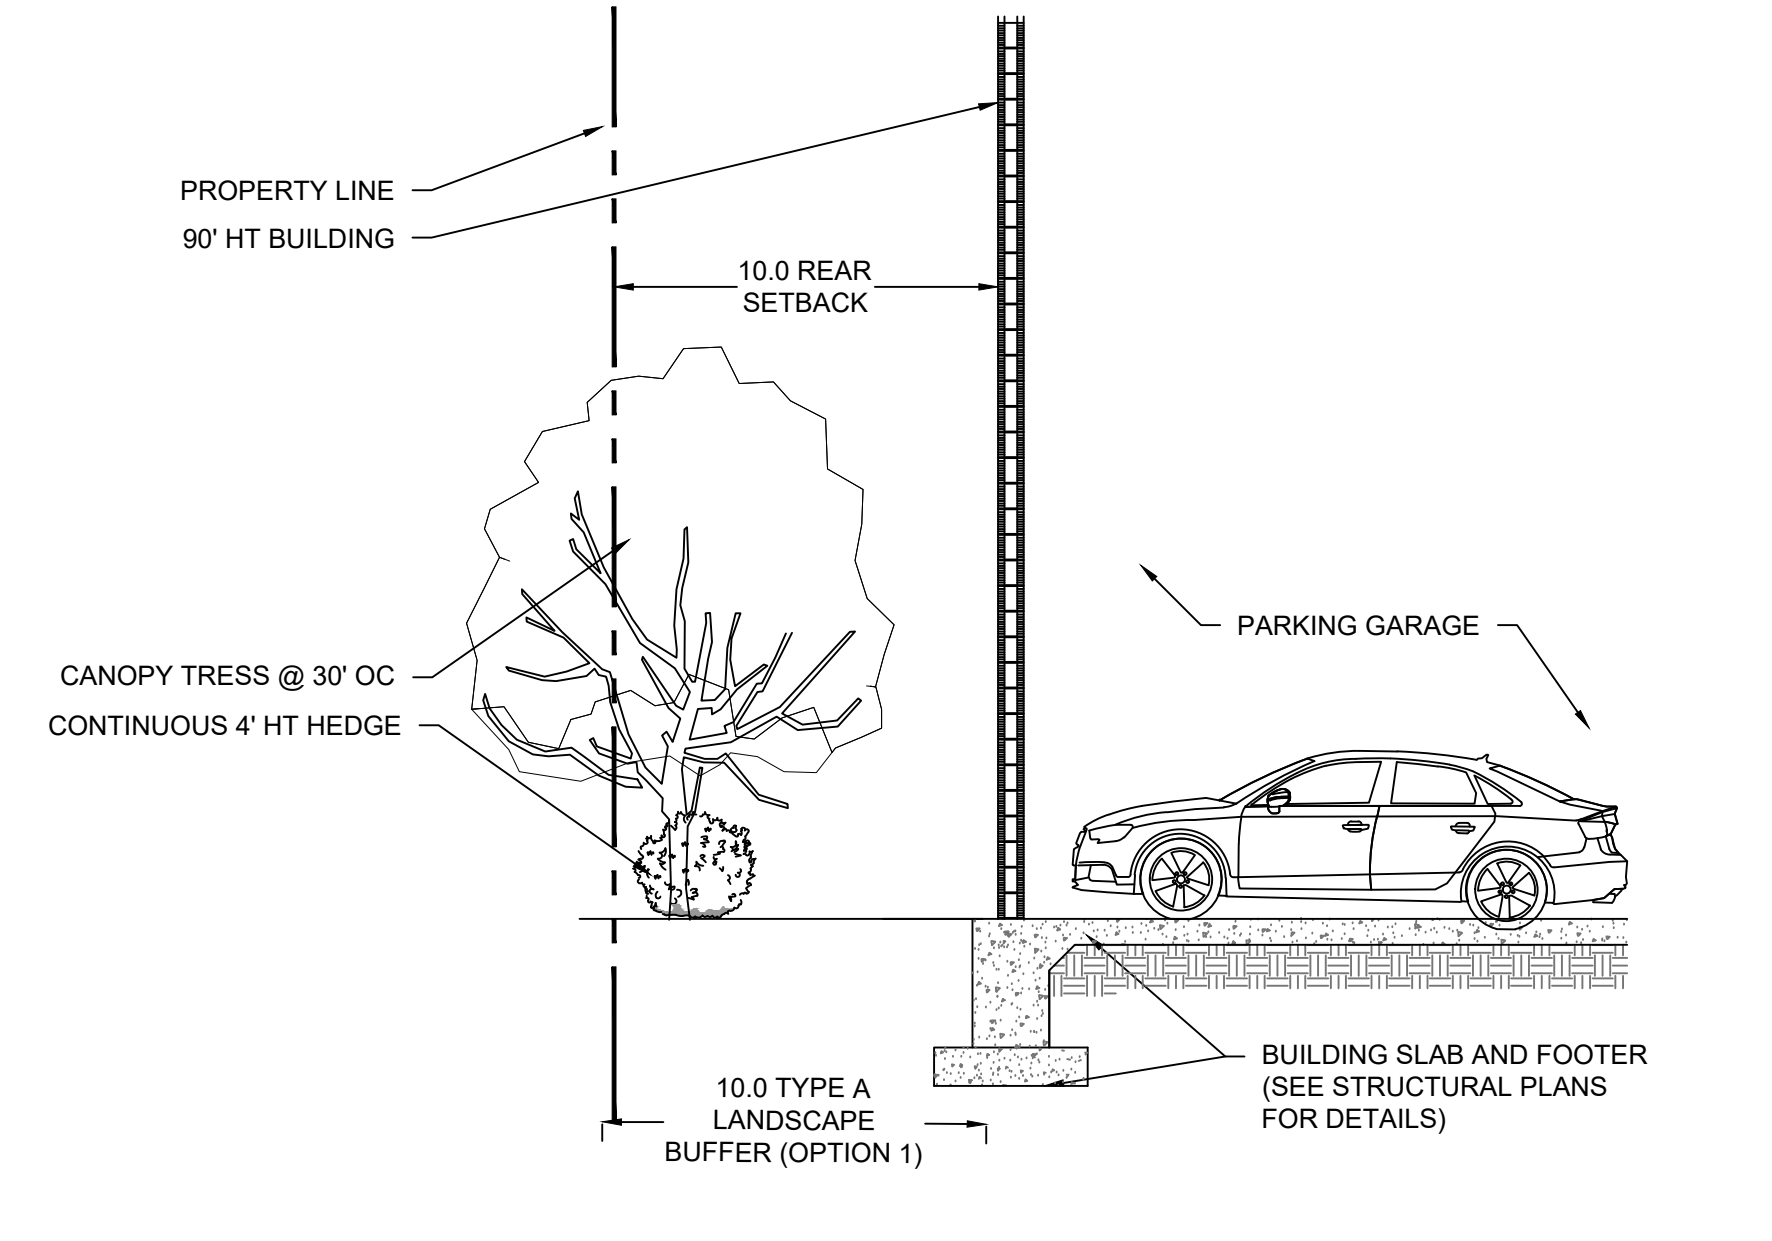 PROPERTY LINE
90' HT BUILDING
10.0 REAR
SETBACK
PARKING GARAGE
CANOPY TRESS @ 30' OC
CONTINUOUS 4' HT HEDGE
BUILDING SLAB AND FOOTER
(SEE STRUCTURAL PLANS
FOR DETAILS)
10.0 TYPE A
LANDSCAPE
BUFFER (OPTION 1)